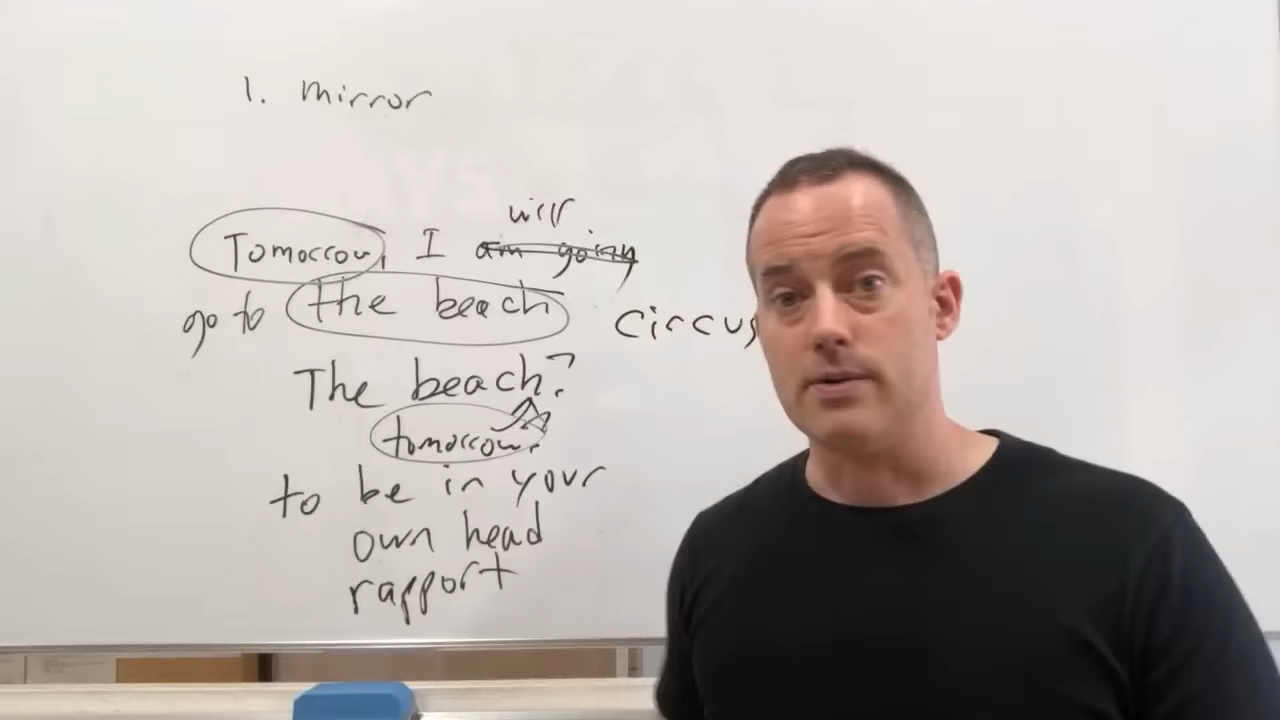 1. mirror
will
Tomorrow, I am going
go to the beach circus
The beach?
tomorrow.
to be in your
own head
rapport